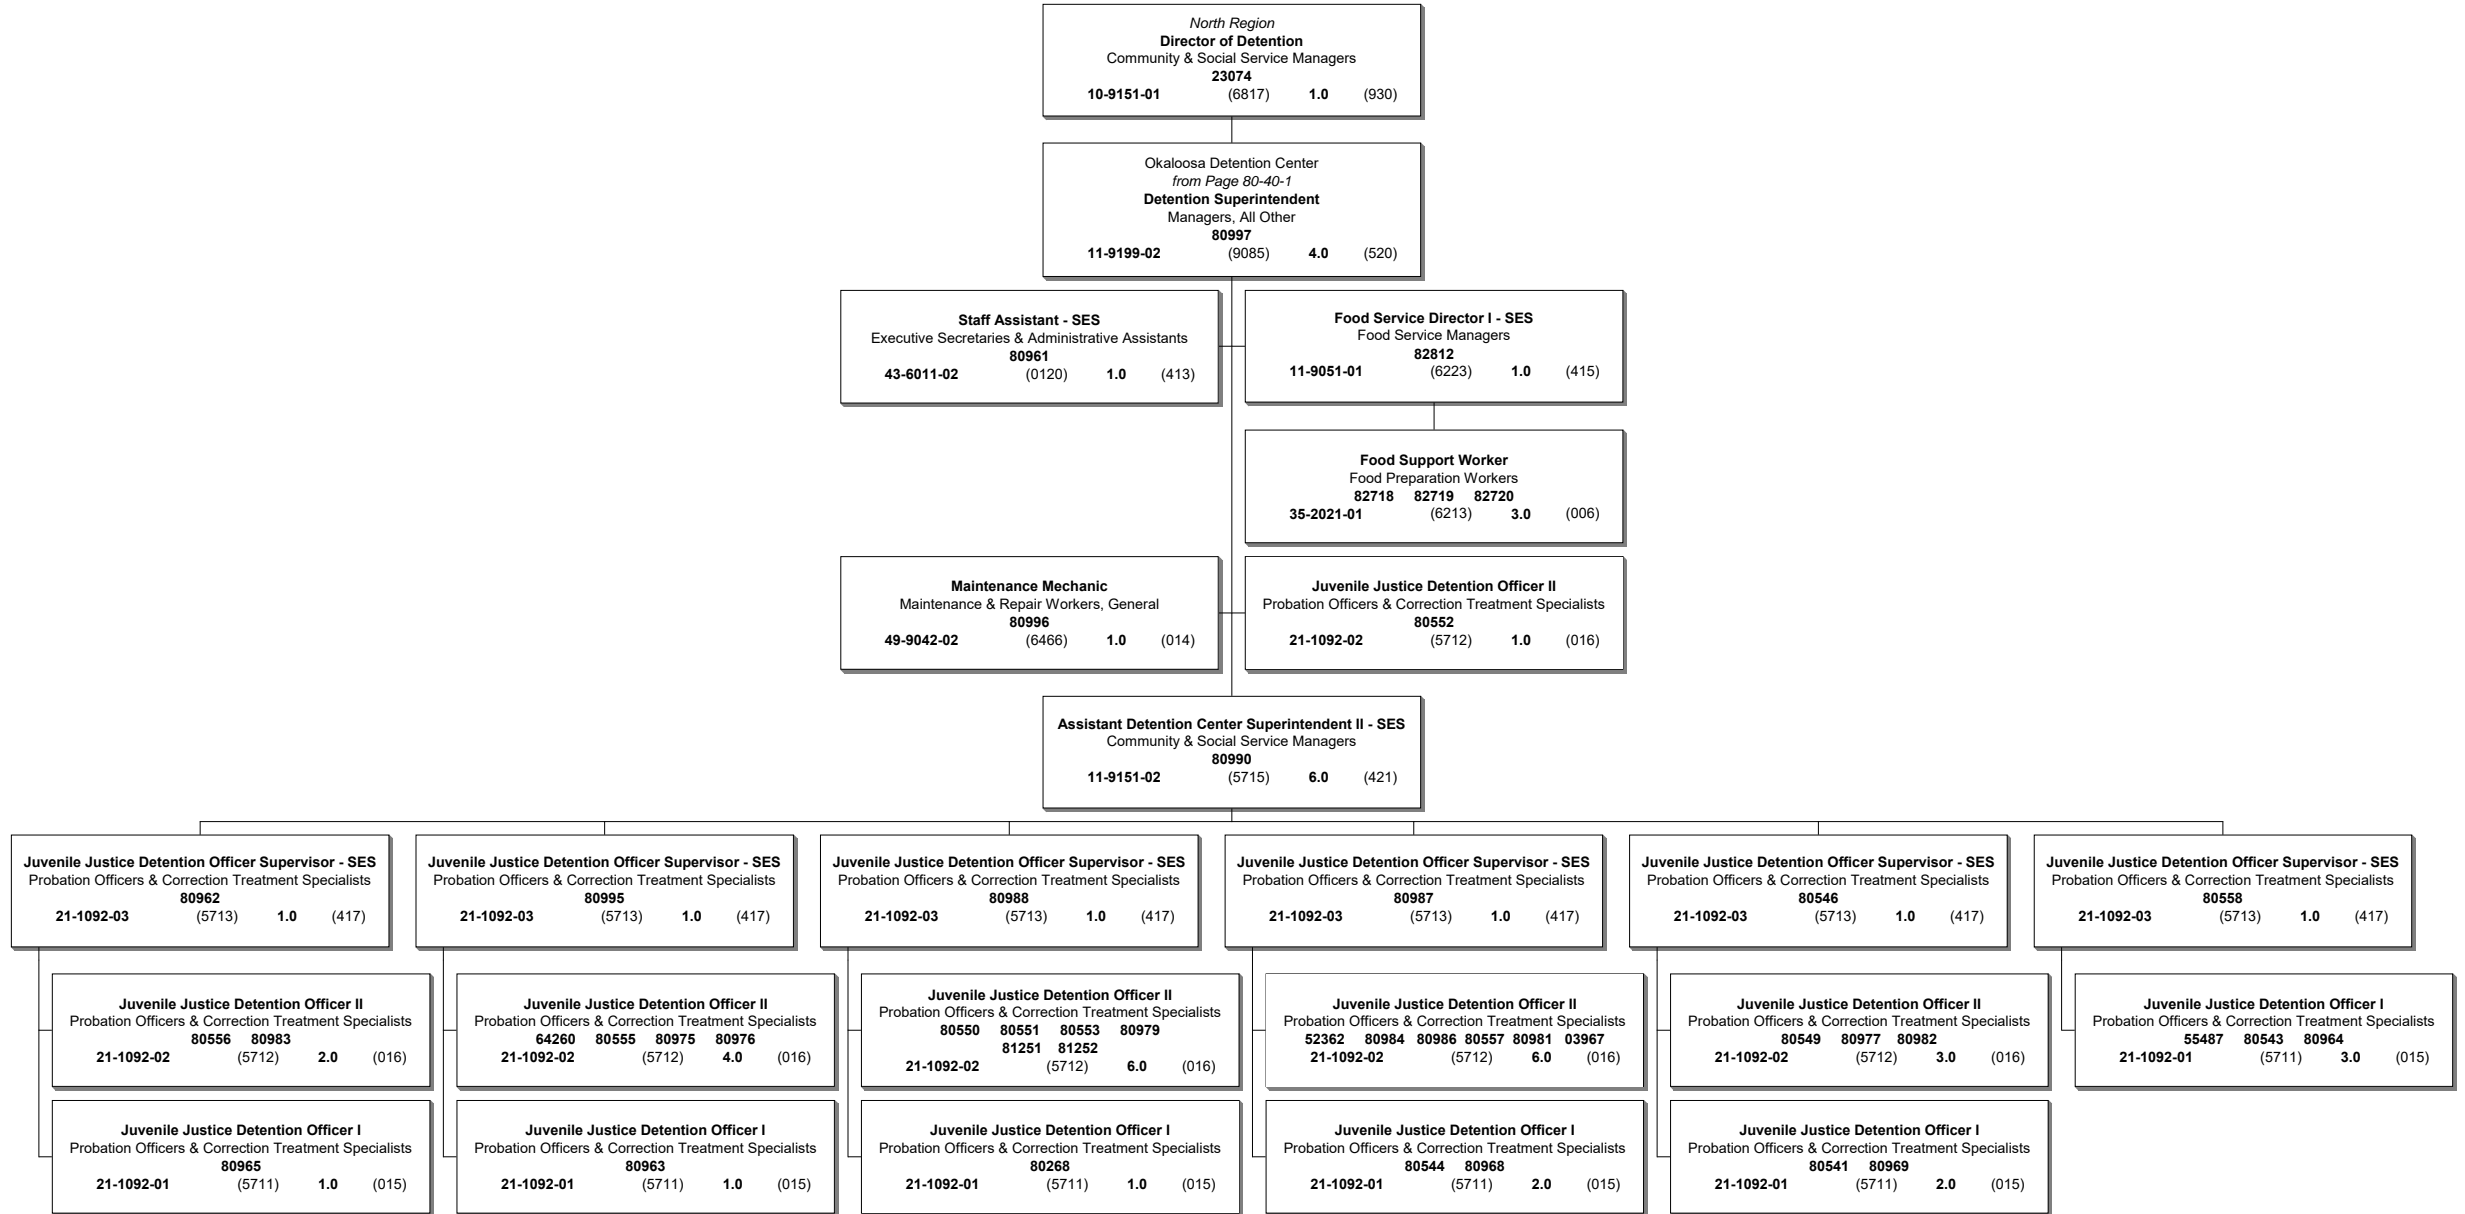 North Region
Director of Detention
Community & Social Service Managers
23074
10-9151-01 (6817) 1.0 (930)
Okaloosa Detention Center
from Page 80-40-1
Detention Superintendent
Managers, All Other
80997
11-9199-02 (9085) 4.0 (520)
Staff Assistant - SES
Executive Secretaries & Administrative Assistants
80961
43-6011-02 (0120) 1.0 (413)
Food Service Director I - SES
Food Service Managers
82812
11-9051-01 (6223) 1.0 (415)
Food Support Worker
Food Preparation Workers
82718 82719 82720
35-2021-01 (6213) 3.0 (006)
Maintenance Mechanic
Maintenance & Repair Workers, General
80996
49-9042-02 (6466) 1.0 (014)
Juvenile Justice Detention Officer II
Probation Officers & Correction Treatment Specialists
80552
21-1092-02 (5712) 1.0 (016)
Assistant Detention Center Superintendent II - SES
Community & Social Service Managers
80990
11-9151-02 (5715) 6.0 (421)
Juvenile Justice Detention Officer Supervisor - SES
Probation Officers & Correction Treatment Specialists
80962
21-1092-03 (5713) 1.0 (417)
Juvenile Justice Detention Officer II
Probation Officers & Correction Treatment Specialists
80556 80983
21-1092-02 (5712) 2.0 (016)
Juvenile Justice Detention Officer I
Probation Officers & Correction Treatment Specialists
80965
21-1092-01 (5711) 1.0 (015)
Juvenile Justice Detention Officer Supervisor - SES
Probation Officers & Correction Treatment Specialists
80995
21-1092-03 (5713) 1.0 (417)
Juvenile Justice Detention Officer II
Probation Officers & Correction Treatment Specialists
64260 80555 80975 80976
21-1092-02 (5712) 4.0 (016)
Juvenile Justice Detention Officer I
Probation Officers & Correction Treatment Specialists
80963
21-1092-01 (5711) 1.0 (015)
Juvenile Justice Detention Officer Supervisor - SES
Probation Officers & Correction Treatment Specialists
80988
21-1092-03 (5713) 1.0 (417)
Juvenile Justice Detention Officer II
Probation Officers & Correction Treatment Specialists
80550 80551 80553 80979
81251 81252
21-1092-02 (5712) 6.0 (016)
Juvenile Justice Detention Officer I
Probation Officers & Correction Treatment Specialists
80268
21-1092-01 (5711) 1.0 (015)
Juvenile Justice Detention Officer Supervisor - SES
Probation Officers & Correction Treatment Specialists
80987
21-1092-03 (5713) 1.0 (417)
Juvenile Justice Detention Officer II
Probation Officers & Correction Treatment Specialists
52362 80984 80986 80557 80981 03967
21-1092-02 (5712) 6.0 (016)
Juvenile Justice Detention Officer I
Probation Officers & Correction Treatment Specialists
80544 80968
21-1092-01 (5711) 2.0 (015)
Juvenile Justice Detention Officer Supervisor - SES
Probation Officers & Correction Treatment Specialists
80546
21-1092-03 (5713) 1.0 (417)
Juvenile Justice Detention Officer II
Probation Officers & Correction Treatment Specialists
80549 80977 80982
21-1092-02 (5712) 3.0 (016)
Juvenile Justice Detention Officer I
Probation Officers & Correction Treatment Specialists
80541 80969
21-1092-01 (5711) 2.0 (015)
Juvenile Justice Detention Officer Supervisor - SES
Probation Officers & Correction Treatment Specialists
80558
21-1092-03 (5713) 1.0 (417)
Juvenile Justice Detention Officer I
Probation Officers & Correction Treatment Specialists
55487 80543 80964
21-1092-01 (5711) 3.0 (015)